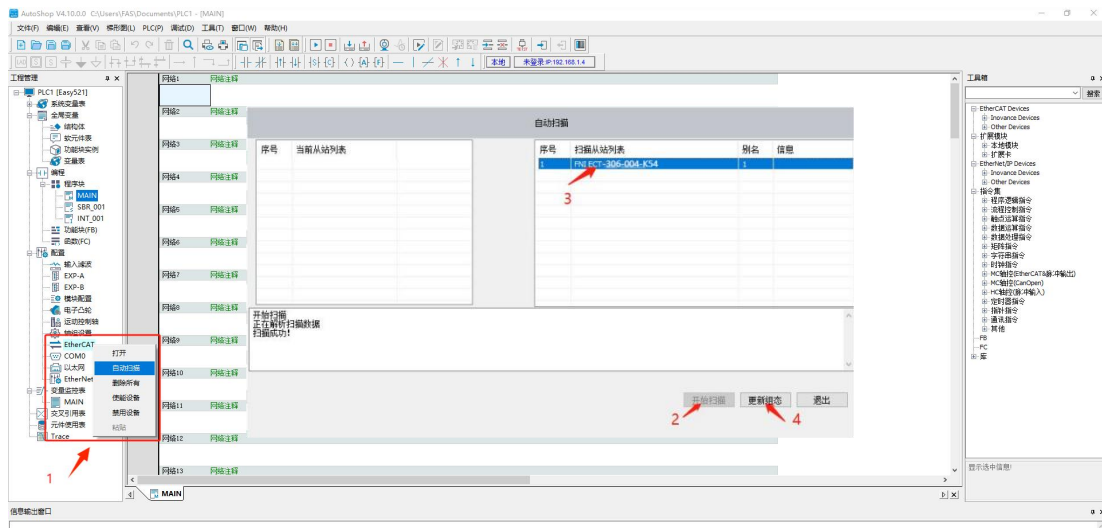 AutoShop V4.10.0.0 C:\Users\FAS\Documents\PLC1 - [MAIN]
文件(F) 编辑(E) 查看(V) 梯形图(L) PLC(P) 调试(D) 工具(T) 窗口(W) 帮助(H)
本地 未登录 IP:192.168.1.4
工程管理
PLC1 [Easy521]
系统变量表
全局变量
结构体
软元件表
功能块实例
变量表
编程
程序块
MAIN
SBR_001
INT_001
功能块(FB)
函数(FC)
配置
输入滤波
EXP-A
EXP-B
模块配置
电子凸轮
运动控制轴
轴组设置
EtherCAT
COM0
以太网
EtherNet
变量监控表
MAIN
交叉引用表
元件使用表
Trace
打开
自动扫描
删除所有
使能设备
禁用设备
粘贴
1
网络1 网络注释
网络2 网络注释
网络3 网络注释
网络4 网络注释
网络5 网络注释
网络6 网络注释
网络7 网络注释
网络8 网络注释
网络9 网络注释
网络10 网络注释
网络11 网络注释
网络12 网络注释
网络13 网络注释
自动扫描
序号 当前从站列表
序号 扫描从站列表 别名 信息
1 FNI ECT-306-004-K54 1
3
开始扫描
正在解析扫描数据
扫描成功!
开始扫描 更新组态 退出
2
4
MAIN
工具箱
搜索
EtherCAT Devices
Inovance Devices
Other Devices
扩展模块
本地模块
扩展卡
EtherNet/IP Devices
Inovance Devices
Other Devices
指令集
程序逻辑指令
流程控制指令
触点运算指令
数据运算指令
数据处理指令
矩阵指令
字符串指令
时钟指令
MC轴控(EtherCAT&脉冲输出)
MC轴控(CanOpen)
HC轴控(脉冲输入)
定时器指令
指针指令
通讯指令
其他
FB
FC
库
显示选中信息!
信息输出窗口